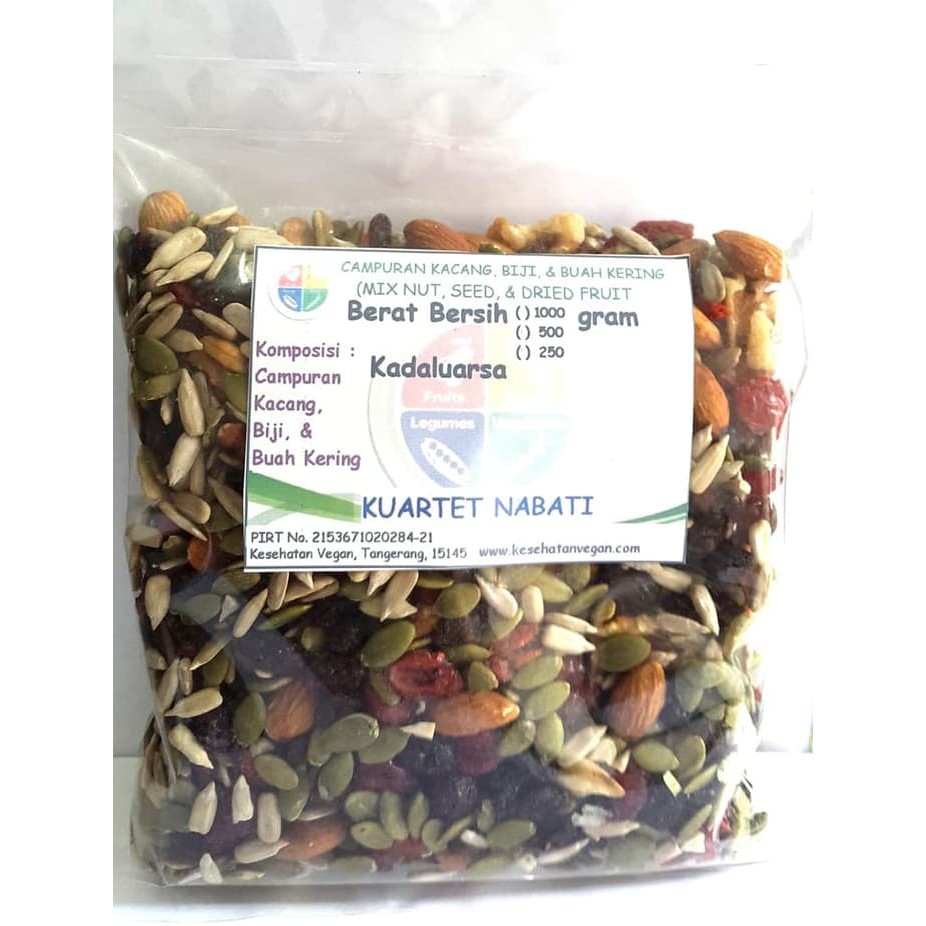 CAMPURAN KACANG, BIJI, & BUAH KERING
(MIX NUT, SEED, & DRIED FRUIT
Berat Bersih () 1000 gram
() 500
() 250
Kadaluarsa
Komposisi :
Campuran
Kacang,
Biji, &
Buah Kering
Fruits
Legumes
KUARTET NABATI
PIRT No. 2153671020284-21
Kesehatan Vegan, Tangerang, 15145 www.kesehatanvegan.com